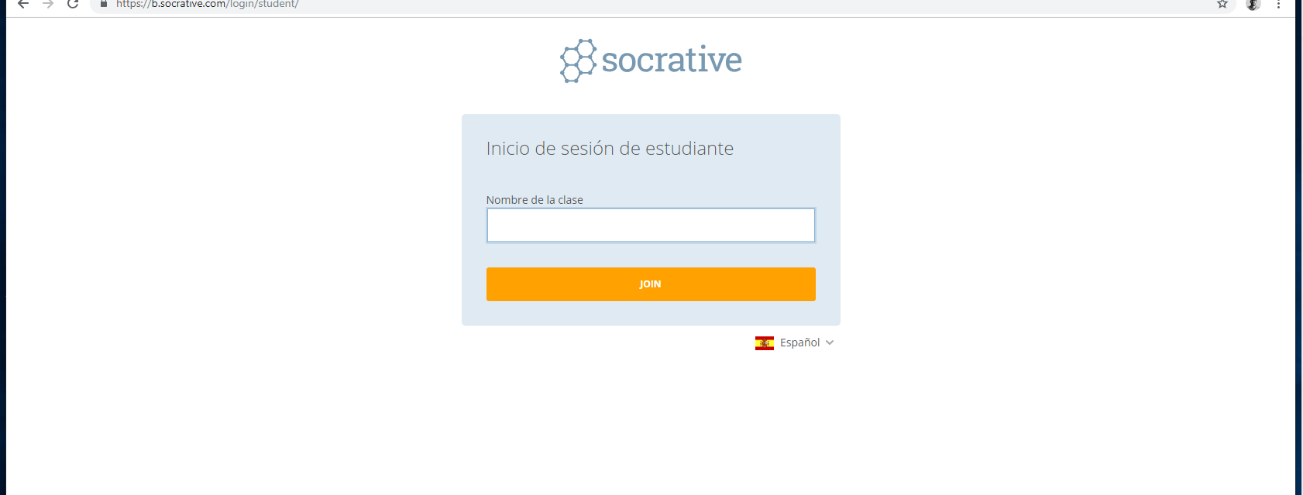 https://b.socrative.com/login/student/
socrative
Inicio de sesión de estudiante
Nombre de la clase
JOIN
Español